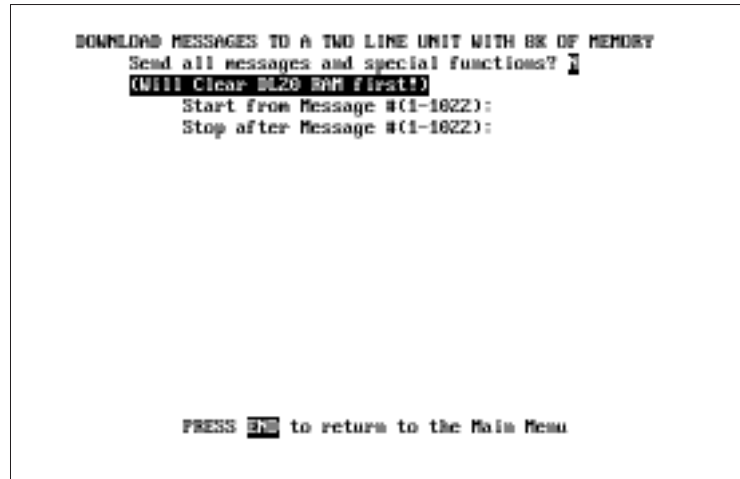 DOWNLOAD MESSAGES TO A TWO LINE UNIT WITH 8K OF MEMORY
Send all messages and special functions?
(Will Clear DL20 RAM first!)
Start from Message #(1-1022):
Stop after Message #(1-1022):
PRESS END to return to the Main Menu